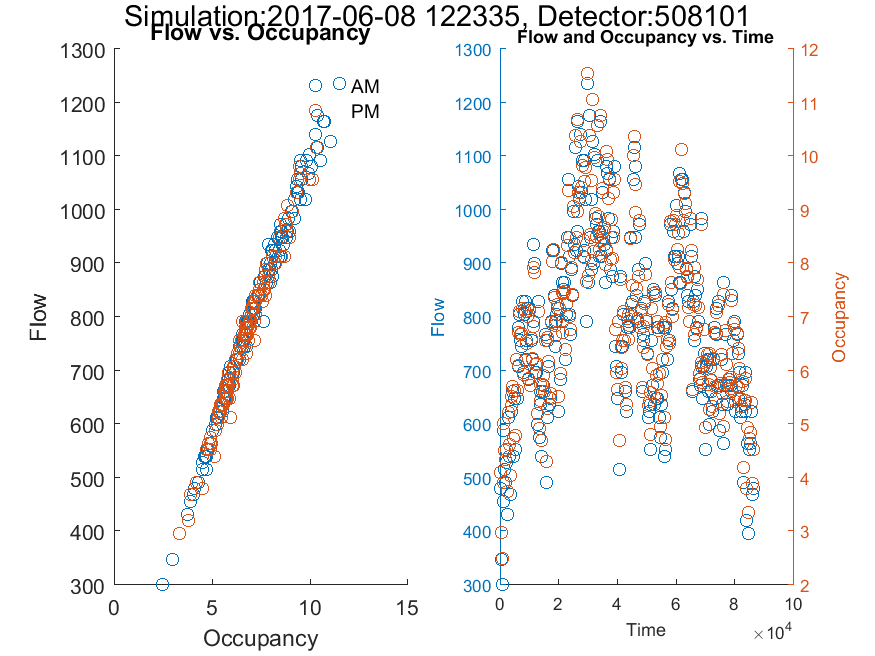 Simulation:2017-06-08 122335, Detector:508101
Flow vs. Occupancy
1300
1200
1100
1000
900
800
700
600
500
400
300
0 5 10 15
Flow
Occupancy
AM
PM
Flow and Occupancy vs. Time
1300
1200
1100
1000
900
800
700
600
500
400
300
Flow
12
11
10
9
8
7
6
5
4
3
2
Occupancy
0 2 4 6 8 10
Time
×10⁴